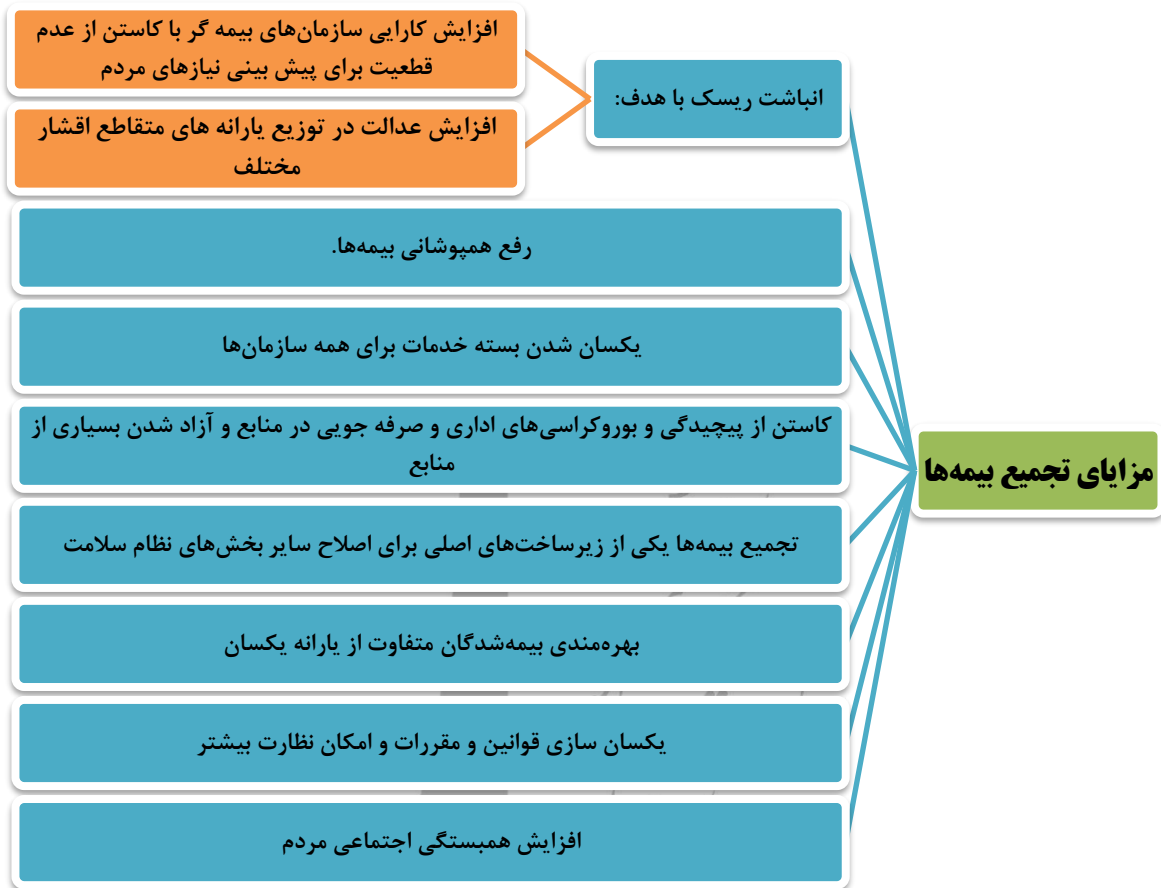 مزایای تجمیع بیمه‌ها
انباشت ریسک با هدف:
افزایش کارایی سازمان‌های بیمه گر با کاستن از عدم
قطعیت برای پیش بینی نیازهای مردم
افزایش عدالت در توزیع یارانه های متقاطع اقشار
مختلف
رفع همپوشانی بیمه‌ها.
یکسان شدن بسته خدمات برای همه سازمان‌ها
کاستن از پیچیدگی و بوروکراسی‌های اداری و صرفه جویی در منابع و آزاد شدن بسیاری از
منابع
تجمیع بیمه‌ها یکی از زیرساخت‌های اصلی برای اصلاح سایر بخش‌های نظام سلامت
بهره‌مندی بیمه‌شدگان متفاوت از یارانه یکسان
یکسان سازی قوانین و مقررات و امکان نظارت بیشتر
افزایش همبستگی اجتماعی مردم